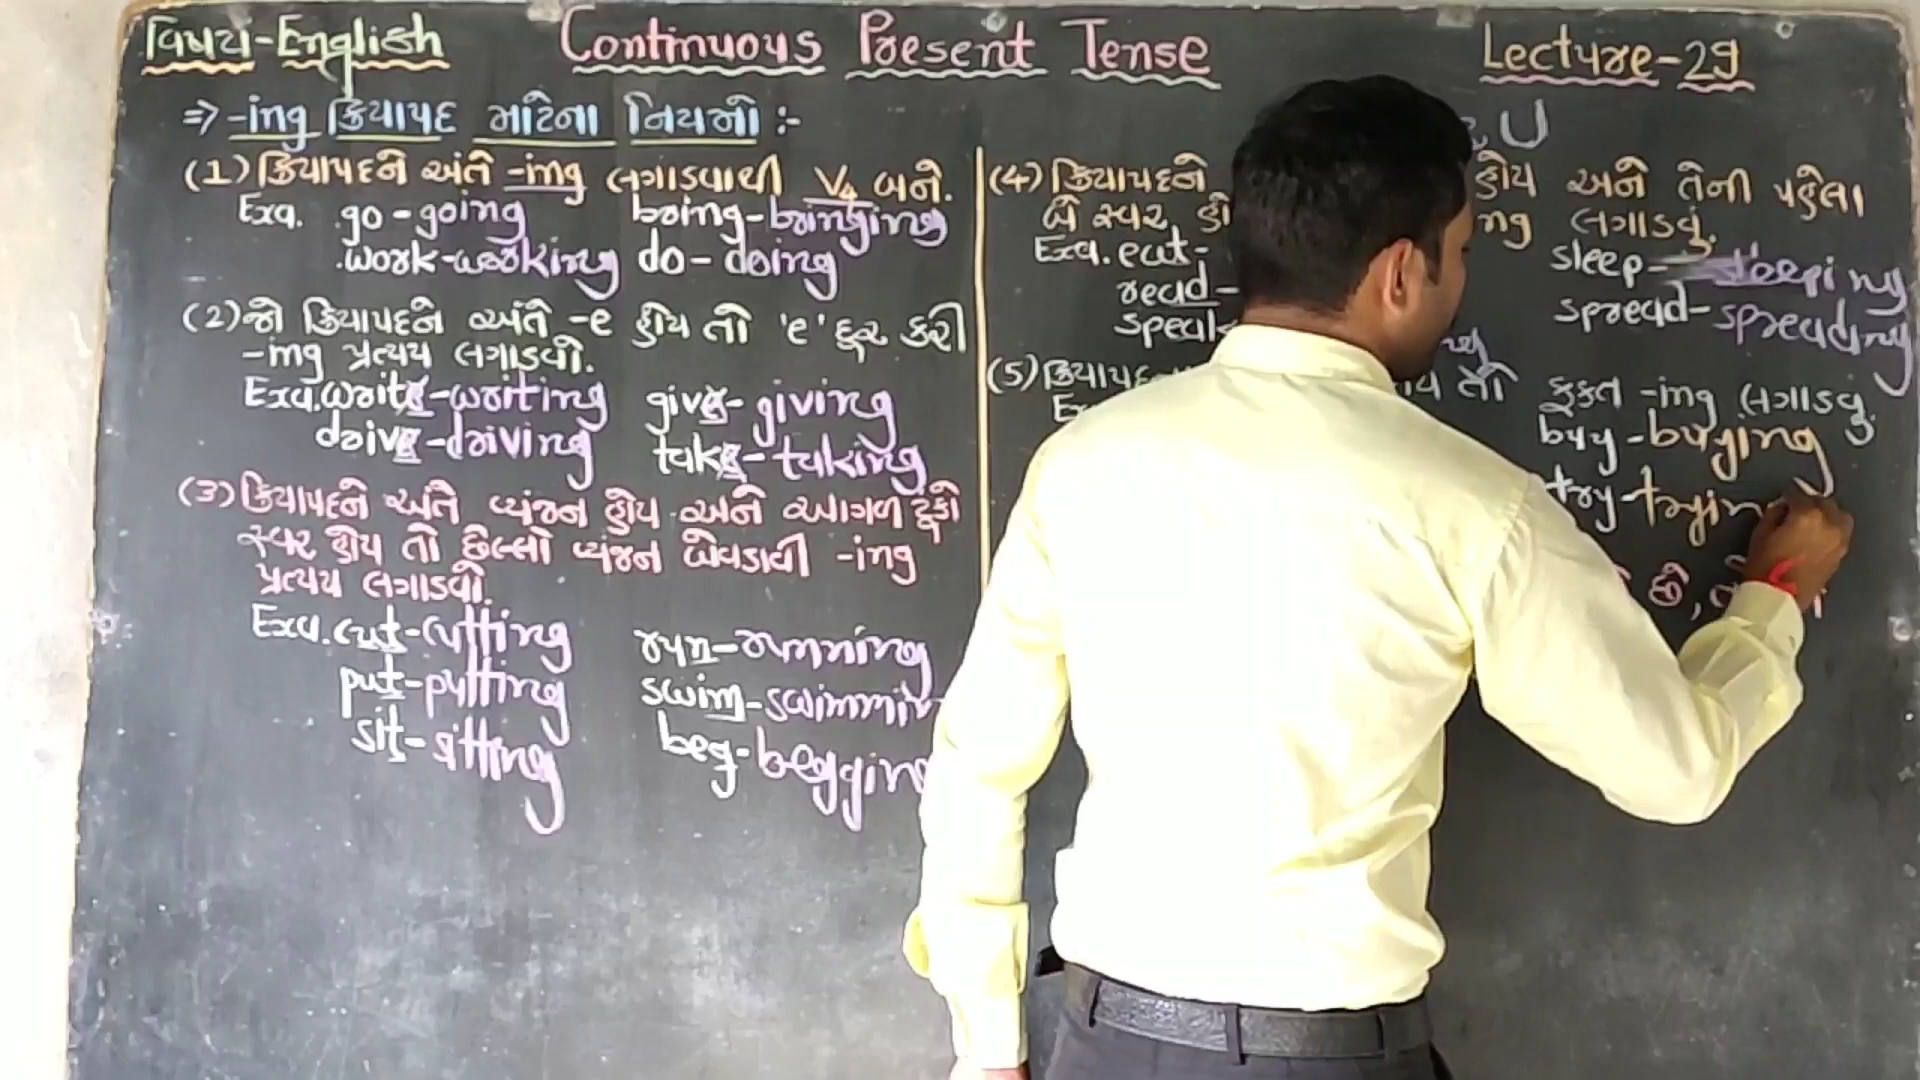 વિષય-English
Continuous Present Tense
Lecture-29
⇒ -ing ક્રિયાપદ માટેના નિયમો :-
(1) ક્રિયાપદને અંતે -ing લગાડવાથી V4 બને.
Exa. go - going bring - bringing
work - working do - doing
(2) જો ક્રિયાપદને અંતે -e હોય તો 'e' દૂર કરી
-ing પ્રત્યય લગાડવો.
Exa. write - writing give - giving
drive - driving take - taking
(3) ક્રિયાપદને અંતે વ્યંજન હોય અને આગળ ટૂંકો
સ્વર હોય તો છેલ્લો વ્યંજન બેવડાવી -ing
પ્રત્યય લગાડવો.
Exa. cut - cutting run - running
put - putting swim - swimmin
sit - sitting beg - begging
U
(4) ક્રિયાપદને હોય અને તેની પહેલા
બે સ્વર હો ng લગાડવું.
Exa. eat - sleep - sleeping
read - spread - spreading
speak
(5) ક્રિયાપદ તો ફકત -ing લગાડવું.
buy - buying
try - tryin
છે,